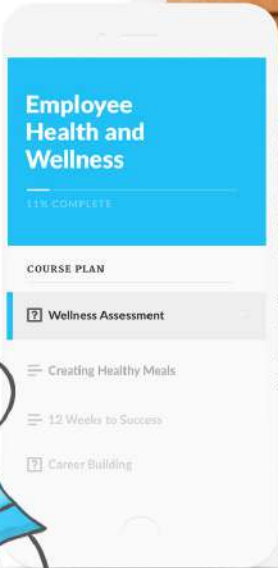 Employee
Health and
Wellness
11% COMPLETE
COURSE PLAN
? Wellness Assessment
Creating Healthy Meals
12 Weeks to Success
? Career Building